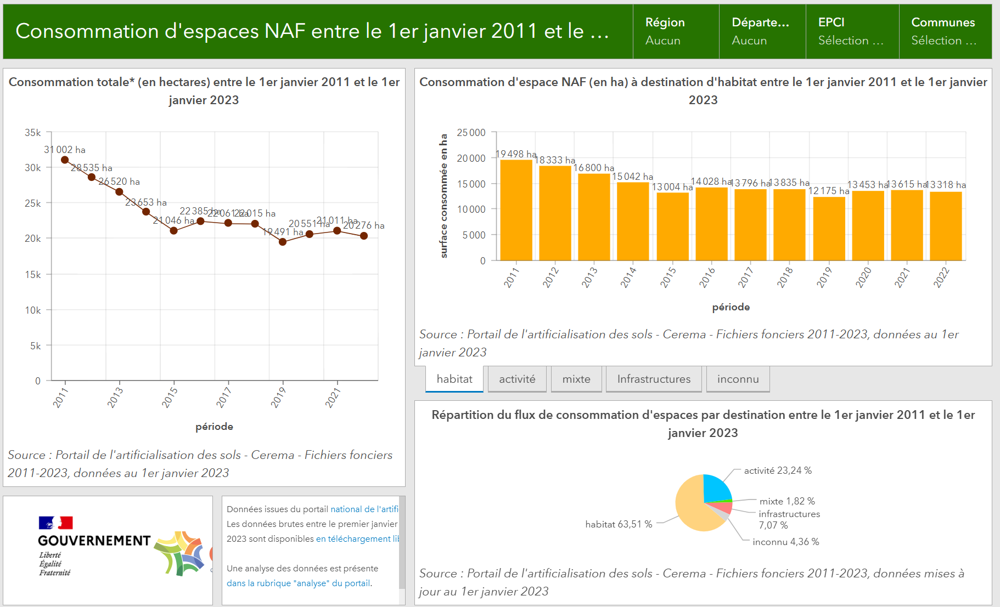 Consommation d'espaces NAF entre le 1er janvier 2011 et le ...
Région
Aucun
Départe...
Aucun
EPCI
Sélection ...
Communes
Sélection ...
Consommation totale* (en hectares) entre le 1er janvier 2011 et le 1er
janvier 2023
35k
30k
25k
20k
15k
10k
5k
0
31 002 ha
28 535 ha
26 520 ha
23 653 ha
21 046 ha
22 385 ha
22 061 ha
22 015 ha
19 491 ha
20 551 ha
21 011 ha
20 276 ha
2011
2013
2015
2017
2019
2021
période
Source : Portail de l'artificialisation des sols - Cerema - Fichiers fonciers
2011-2023, données au 1er janvier 2023
Consommation d'espace NAF (en ha) à destination d'habitat entre le 1er janvier 2011 et le 1er janvier
2023
surface consommée en ha
25 000
20 000
15 000
10 000
5 000
0
19 498 ha
18 333 ha
16 800 ha
15 042 ha
13 004 ha
14 028 ha
13 796 ha
13 835 ha
12 175 ha
13 453 ha
13 615 ha
13 318 ha
2011
2012
2013
2014
2015
2016
2017
2018
2019
2020
2021
2022
période
Source : Portail de l'artificialisation des sols - Cerema - Fichiers fonciers 2011-2023, données au 1er
janvier 2023
habitat
activité
mixte
Infrastructures
inconnu
Répartition du flux de consommation d'espaces par destination entre le 1er janvier 2011 et le 1er
janvier 2023
activité 23,24 %
mixte 1,82 %
infrastructures
7,07 %
inconnu 4,36 %
habitat 63,51 %
Source : Portail de l'artificialisation des sols - Cerema - Fichiers fonciers 2011-2023, données mises à
jour au 1er janvier 2023
GOUVERNEMENT
Liberté
Égalité
Fraternité
Données issues du portail national de l'artifi
Les données brutes entre le premier janvier
2023 sont disponibles en téléchargement lib
Une analyse des données est présente
dans la rubrique "analyse" du portail.